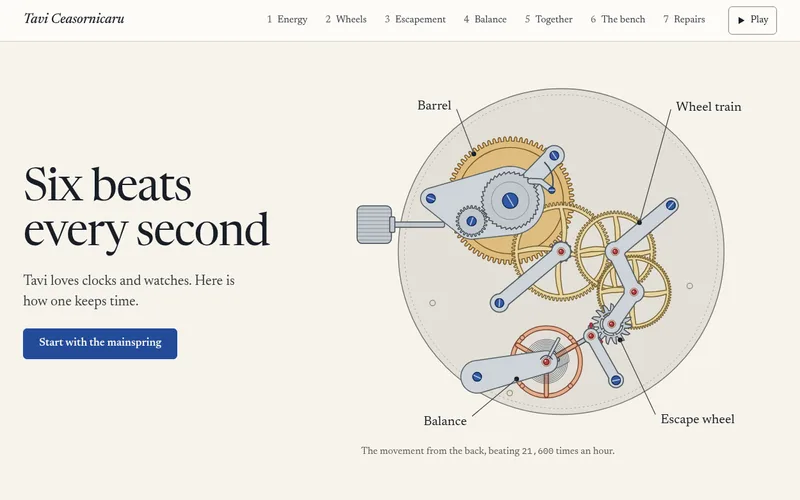 Tavi Ceasornicaru
1 Energy
2 Wheels
3 Escapement
4 Balance
5 Together
6 The bench
7 Repairs
Play
Six beats
every second
Tavi loves clocks and watches. Here is
how one keeps time.
Start with the mainspring
Barrel
Wheel train
Balance
Escape wheel
The movement from the back, beating 21,600 times an hour.